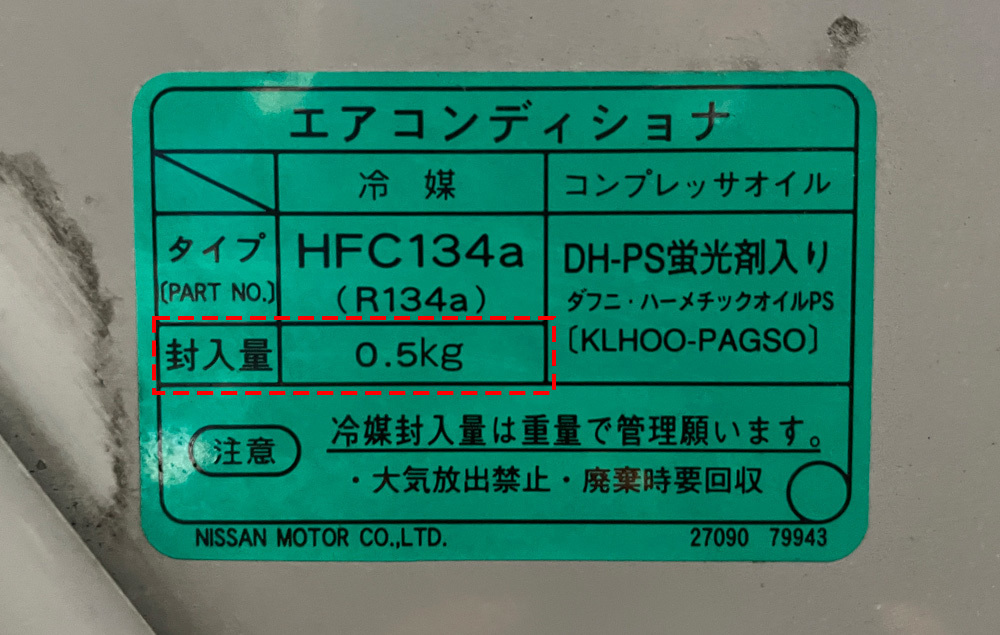 エアコンディショナ
冷 媒 コンプレッサオイル
タイプ HFC134a DH-PS蛍光剤入り
(PART NO.) (R134a) ダフニ・ハーメチックオイルPS
封入量 0.5kg 〔KLHOO-PAGSO〕
注意 冷媒封入量は重量で管理願います。
・大気放出禁止・廃棄時要回収
NISSAN MOTOR CO.,LTD. 27090 79943